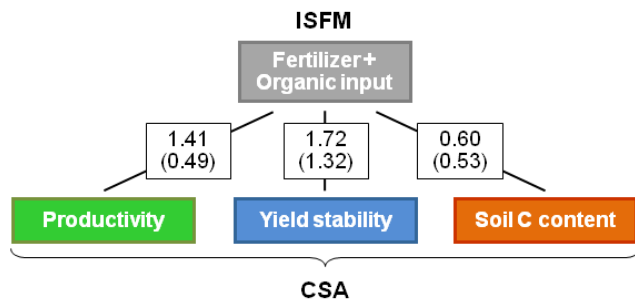 ISFM
Fertilizer+
Organic input
1.41
(0.49)
1.72
(1.32)
0.60
(0.53)
Productivity
Yield stability
Soil C content
CSA